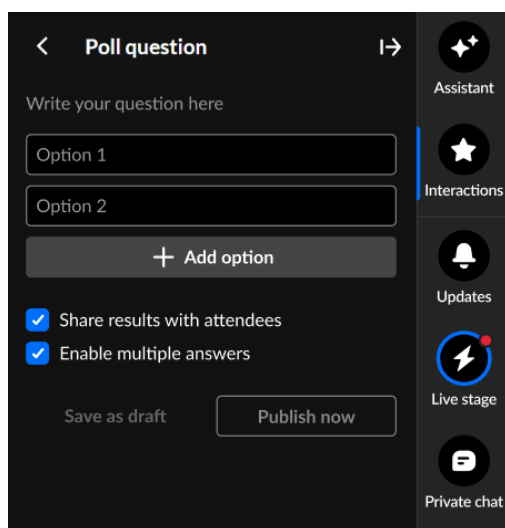 Poll question
Write your question here
Option 1
Option 2
Add option
Share results with attendees
Enable multiple answers
Save as draft
Publish now
Assistant
Interactions
Updates
Live stage
Private chat